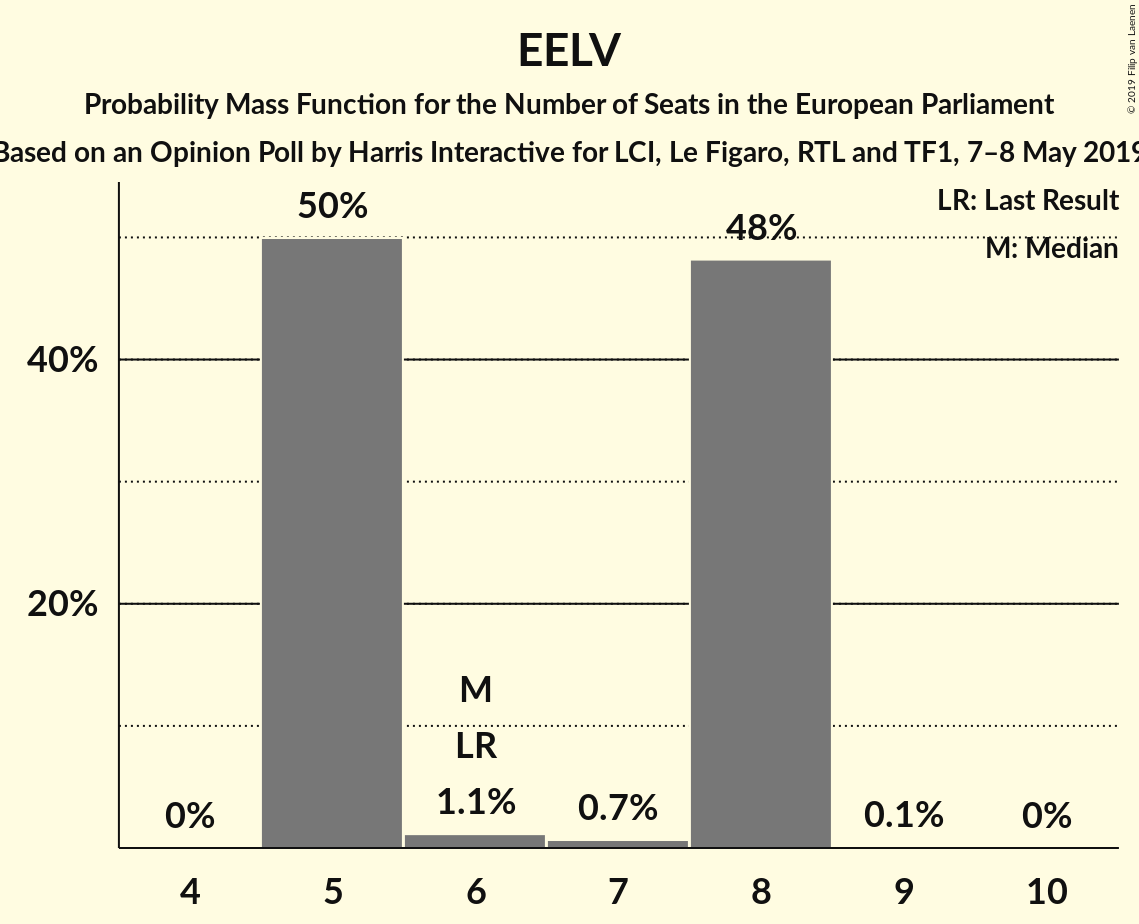 EELV
Probability Mass Function for the Number of Seats in the European Parliament
Based on an Opinion Poll by Harris Interactive for LCI, Le Figaro, RTL and TF1, 7–8 May 2019
© 2019 Filip van Laenen
LR: Last Result
M: Median
50%
48%
40%
20%
M
LR
0%
1.1%
0.7%
0.1%
0%
4 5 6 7 8 9 10